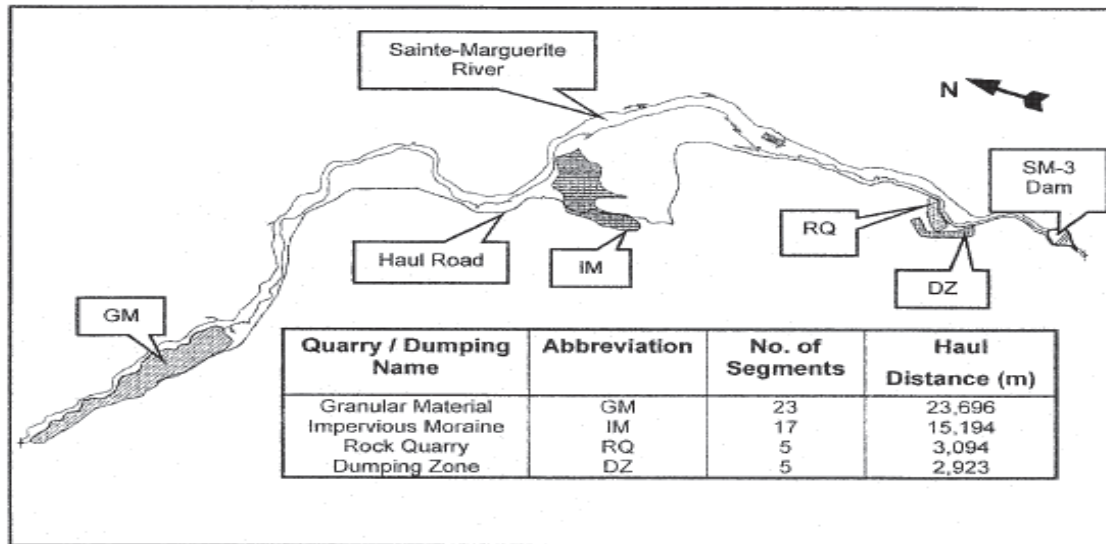 Sainte-Marguerite
River
N
SM-3
Dam
RQ
Haul Road
IM
DZ
GM
Quarry / Dumping Name Abbreviation No. of Segments Haul Distance (m)
Granular Material GM 23 23,696
Impervious Moraine IM 17 15,194
Rock Quarry RQ 5 3,094
Dumping Zone DZ 5 2,923